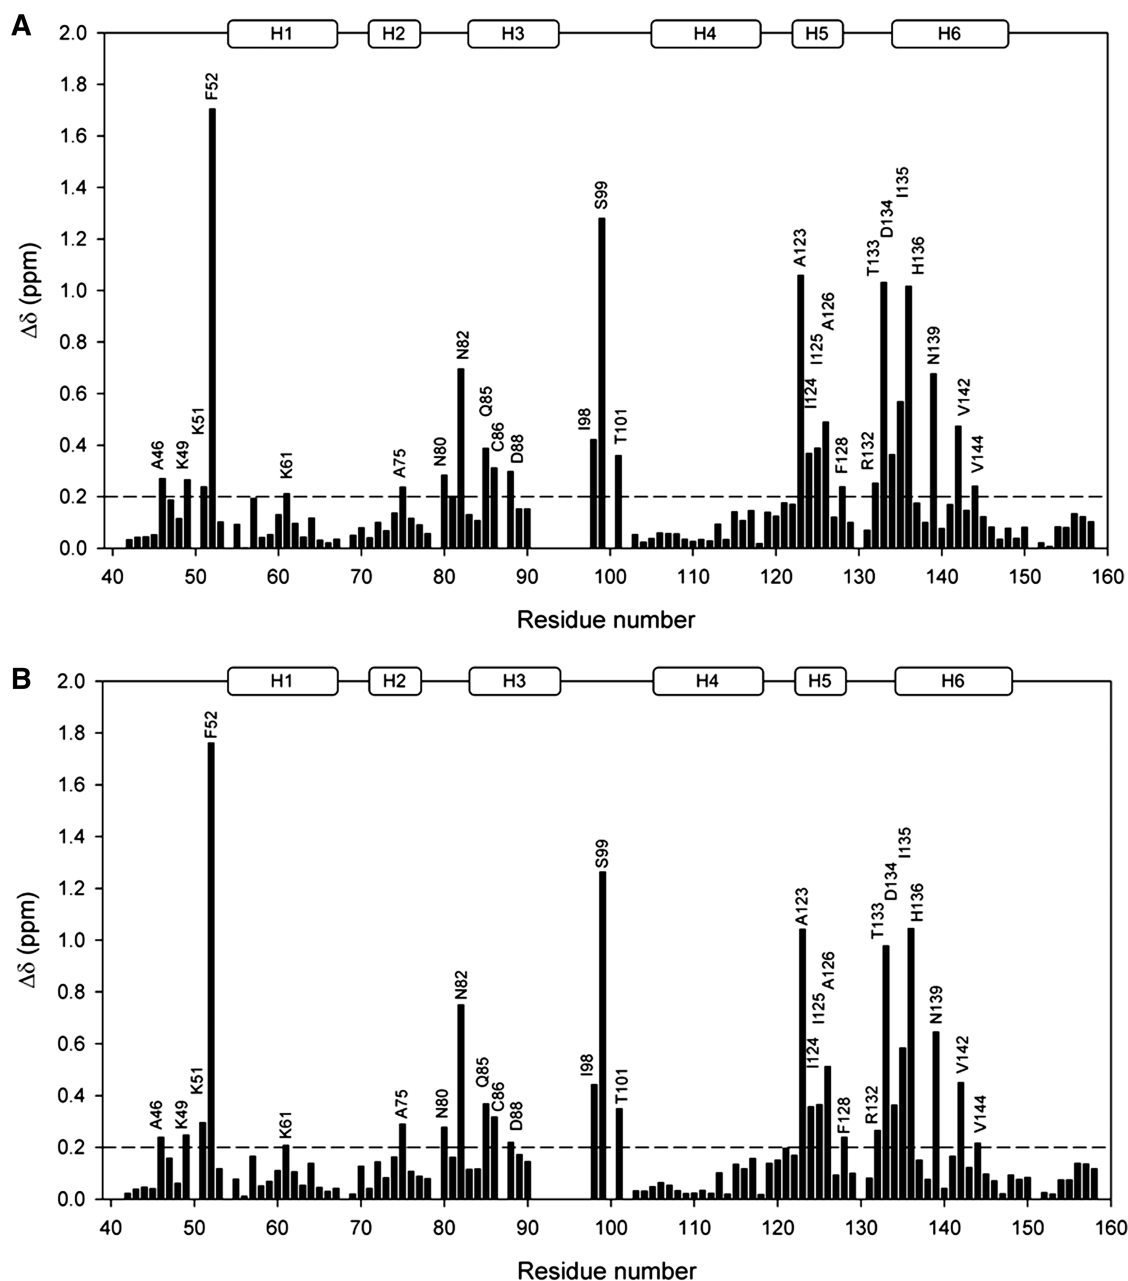 A
H1 H2 H3 H4 H5 H6
2.0
1.8
1.6
1.4
1.2
1.0
0.8
0.6
0.4
0.2
0.0
Δδ (ppm)
A46
K49
K51
F52
K61
A75
N80
N82
Q85
C86
D88
I98
S99
T101
A123
I124
I125
A126
F128
R132
T133
D134
I135
H136
N139
V142
V144
40 50 60 70 80 90 100 110 120 130 140 150 160
Residue number
B
H1 H2 H3 H4 H5 H6
2.0
1.8
1.6
1.4
1.2
1.0
0.8
0.6
0.4
0.2
0.0
Δδ (ppm)
A46
K49
K51
F52
K61
A75
N80
N82
Q85
C86
D88
I98
S99
T101
A123
I124
I125
A126
F128
R132
T133
D134
I135
H136
N139
V142
V144
40 50 60 70 80 90 100 110 120 130 140 150 160
Residue number